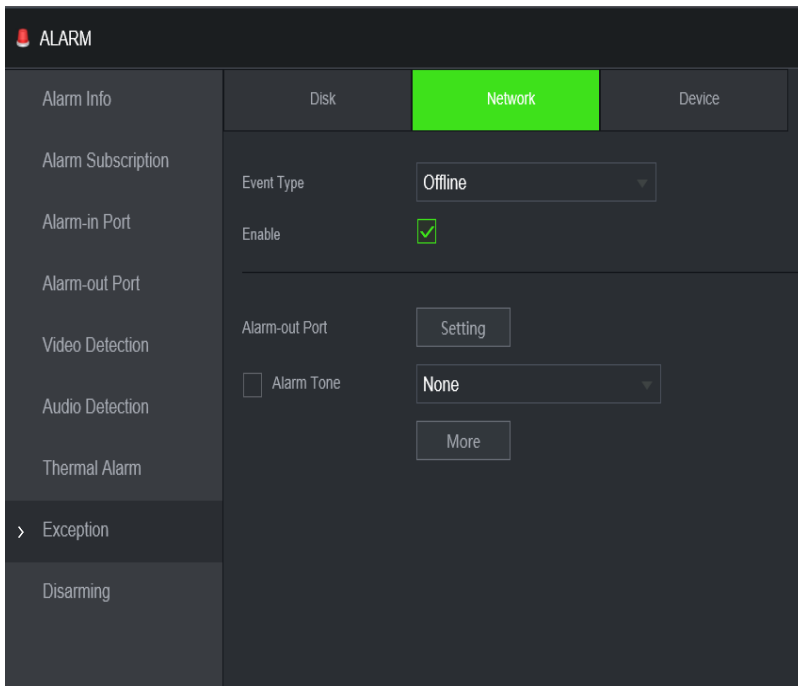 ALARM
Alarm Info
Alarm Subscription
Alarm-in Port
Alarm-out Port
Video Detection
Audio Detection
Thermal Alarm
Exception
Disarming
Disk Network Device
Event Type Offline
Enable
Alarm-out Port Setting
Alarm Tone None
More